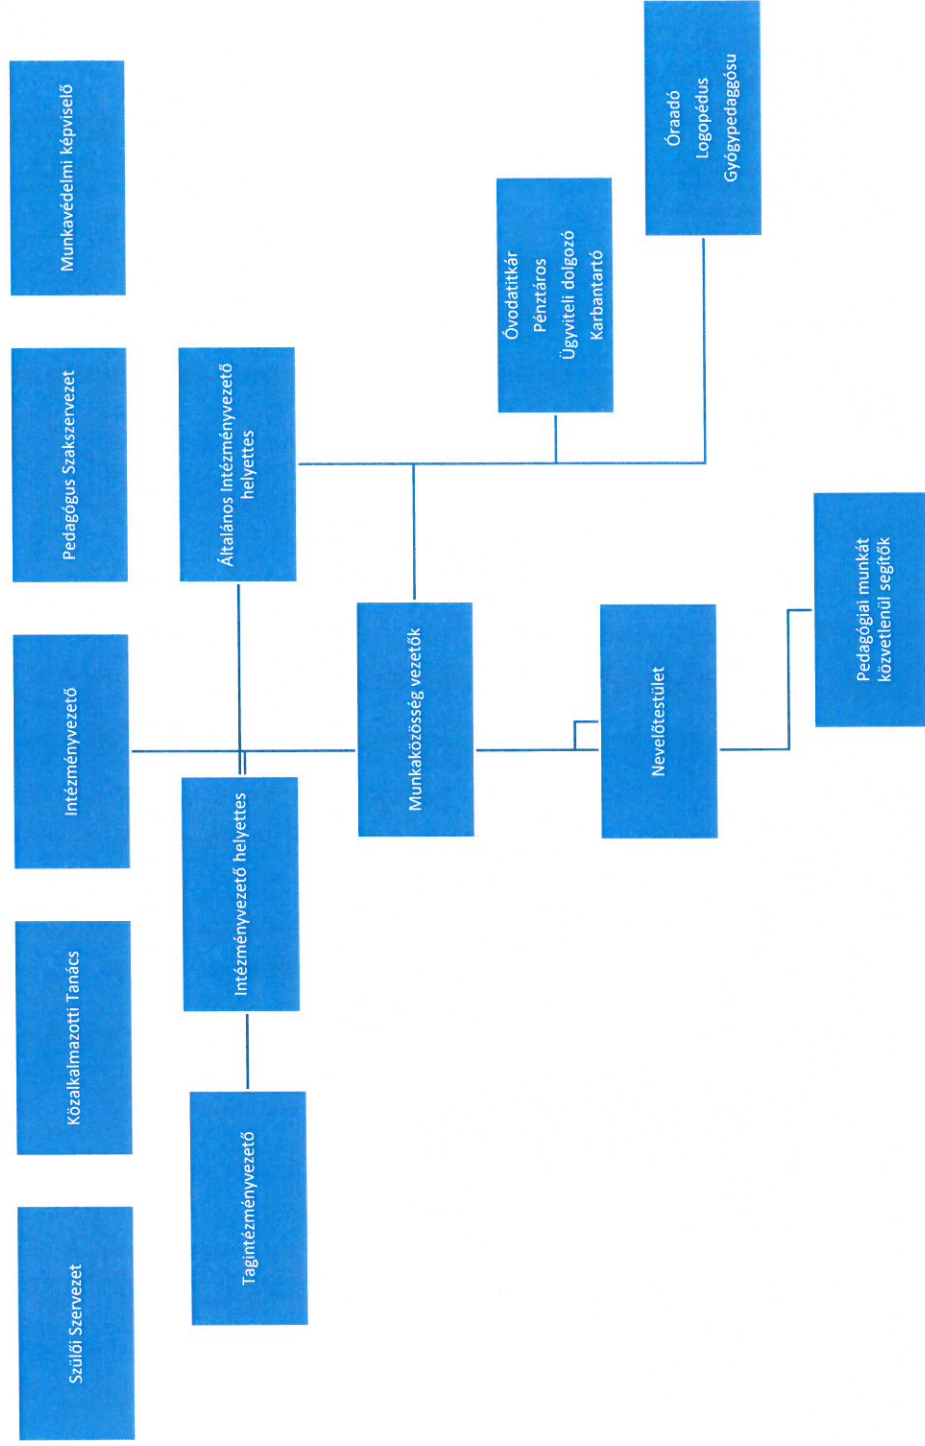 Szülői Szervezet
Közalkalmazotti Tanács
Intézményvezető
Pedagógus Szakszervezet
Munkavédelmi képviselő
Tagintézményvezető
Intézményvezető helyettes
Általános Intézményvezető
helyettes
Munkaközösség vezetők
Óvodatitkár
Pénztáros
Ügyviteli dolgozó
Karbantartó
Nevelőtestület
Óraadó
Logopédus
Gyógypedaggósu
Pedagógiai munkát
közvetlenül segítők